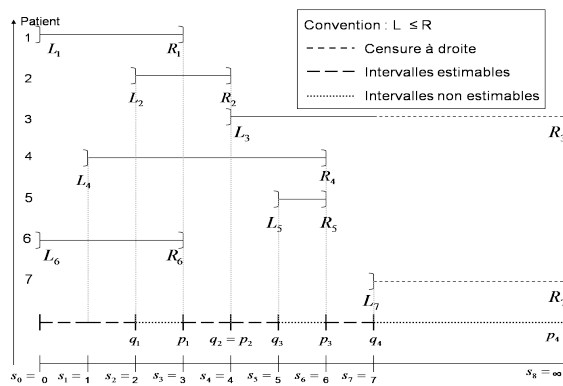 Patient
Convention : L ≤ R
Censure à droite
Intervalles estimables
Intervalles non estimables
1
L₁ R₁
2
L₂ R₂
3
L₃ R₃
4
L₄ R₄
5
L₅ R₅
6
L₆ R₆
7
L₇ R₇
q₁ p₁ q₂ = p₂ q₃ p₃ q₄ p₄
s₀ = 0 s₁ = 1 s₂ = 2 s₃ = 3 s₄ = 4 s₅ = 5 s₆ = 6 s₇ = 7 s₈ = ∞